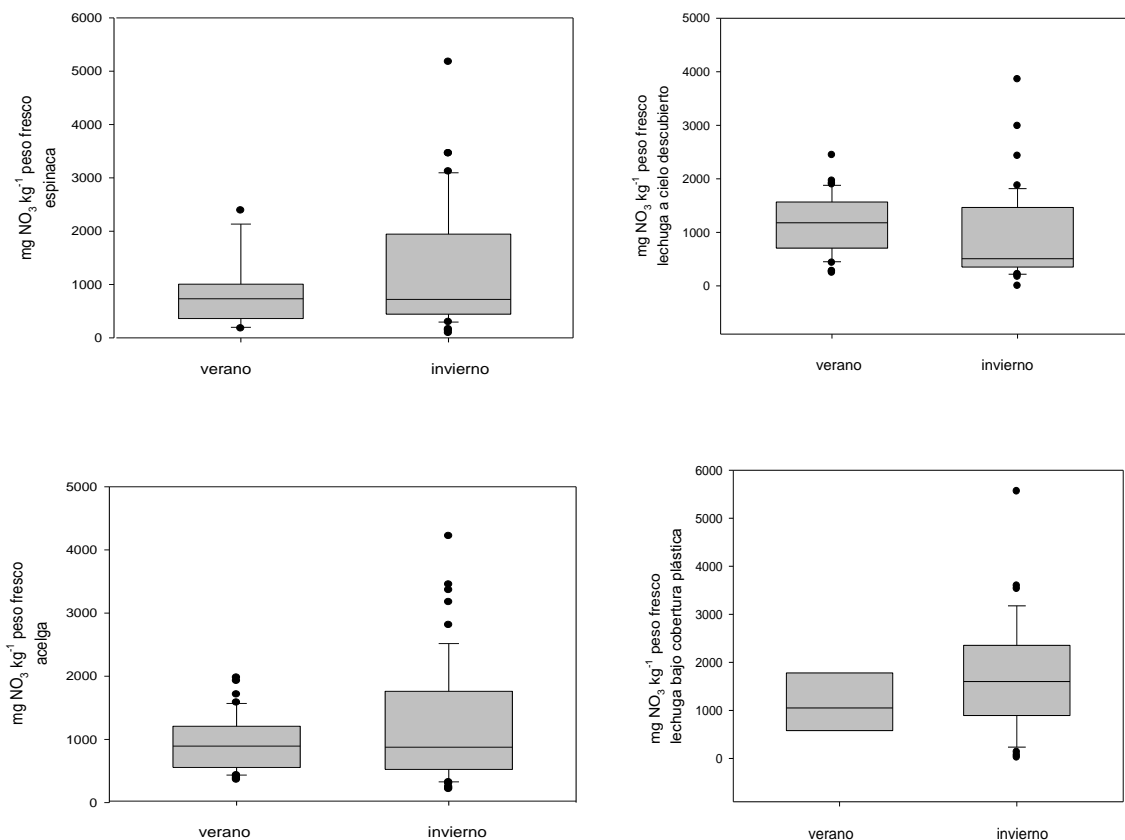 mg NO₃ kg⁻¹ peso fresco
espinaca
6000
5000
4000
3000
2000
1000
0
verano
invierno
mg NO₃ kg⁻¹ peso fresco
lechuga a cielo descubierto
5000
4000
3000
2000
1000
0
verano
invierno
mg NO₃ kg⁻¹ peso fresco
acelga
5000
4000
3000
2000
1000
0
verano
invierno
mg NO₃ kg⁻¹ peso fresco
lechuga bajo cobertura plástica
6000
5000
4000
3000
2000
1000
0
verano
invierno